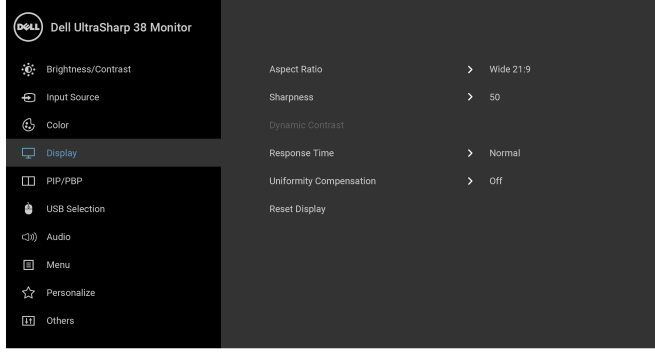 DELL Dell UltraSharp 38 Monitor
Brightness/Contrast
Input Source
Color
Display
PIP/PBP
USB Selection
Audio
Menu
Personalize
Others
Aspect Ratio > Wide 21:9
Sharpness > 50
Dynamic Contrast
Response Time > Normal
Uniformity Compensation > Off
Reset Display